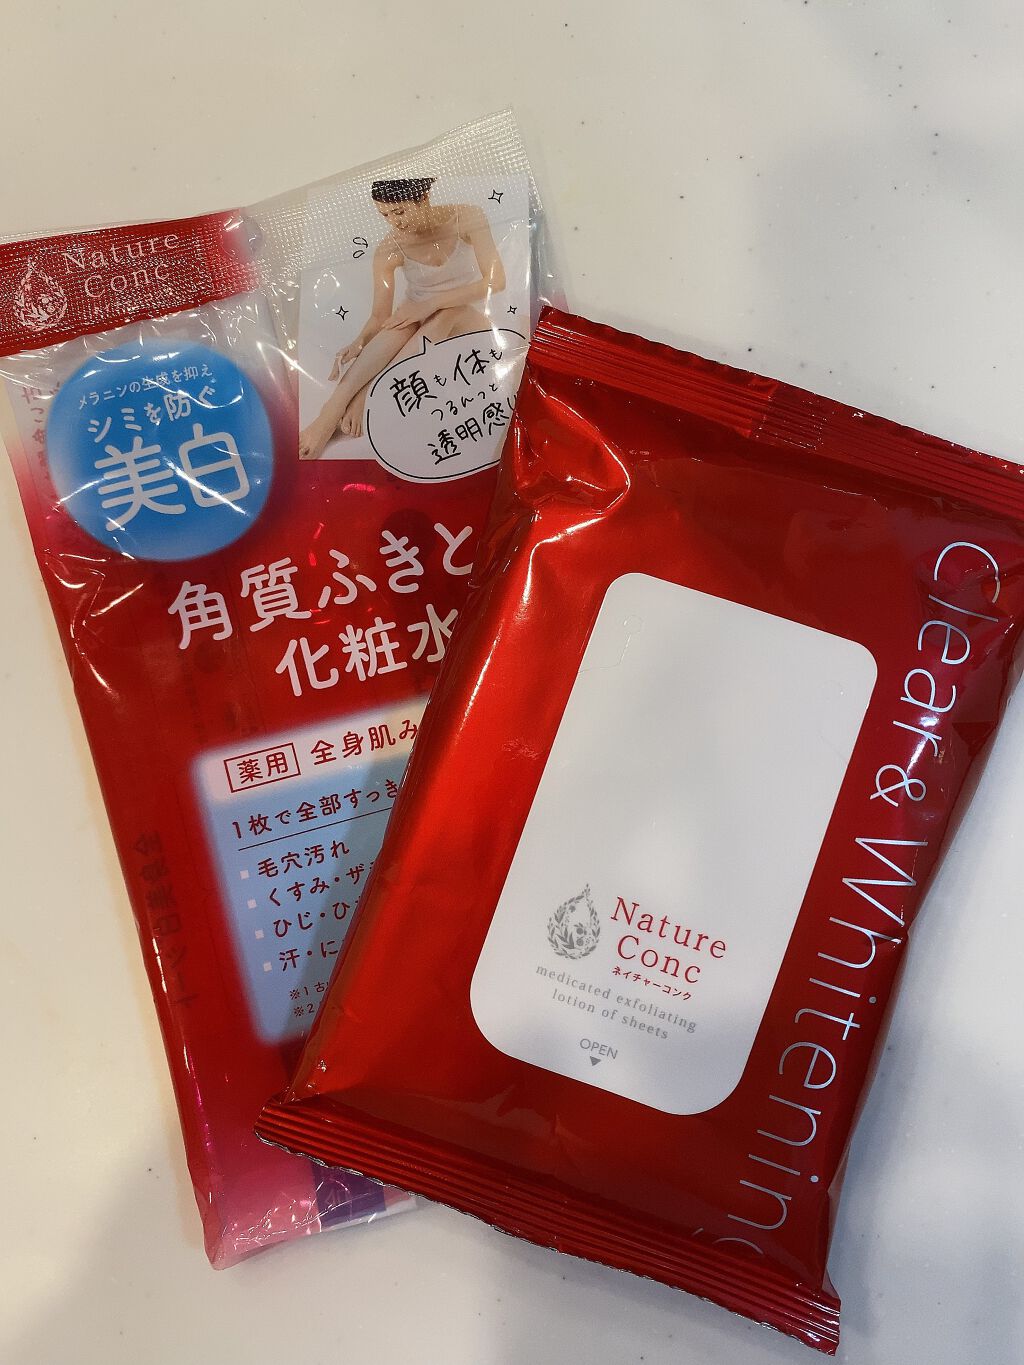 Nature
Conc
メラニンの生成を抑え
シミを防ぐ
美白
顔も体も
つるんっと
透明感
角質ふきと
化粧水
薬用 全身肌み
1枚で全部すっき
毛穴汚れ
くすみ・ザラ
ひじ・ひ
汗・に
※1 古
※2
Clear & Whitening
Nature
Conc
ネイチャーコンク
medicated exfoliating
lotion of sheets
OPEN